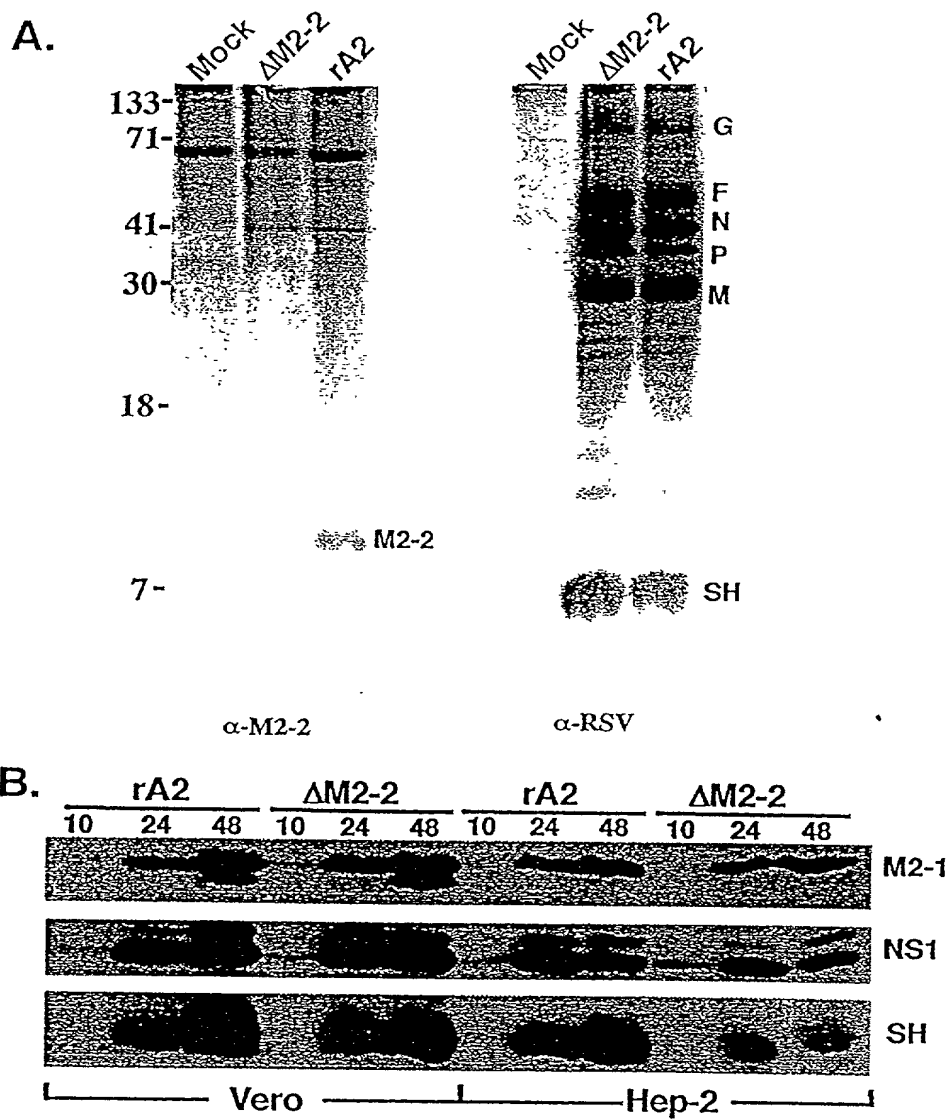 A.
Mock ΔM2-2 rA2 Mock ΔM2-2 rA2
133-
71-
41-
30-
18-
7-
G
F
N
P
M
M2-2
SH
α-M2-2 α-RSV
B.
rA2 ΔM2-2 rA2 ΔM2-2
10 24 48 10 24 48 10 24 48 10 24 48
M2-1
NS1
SH
Vero Hep-2